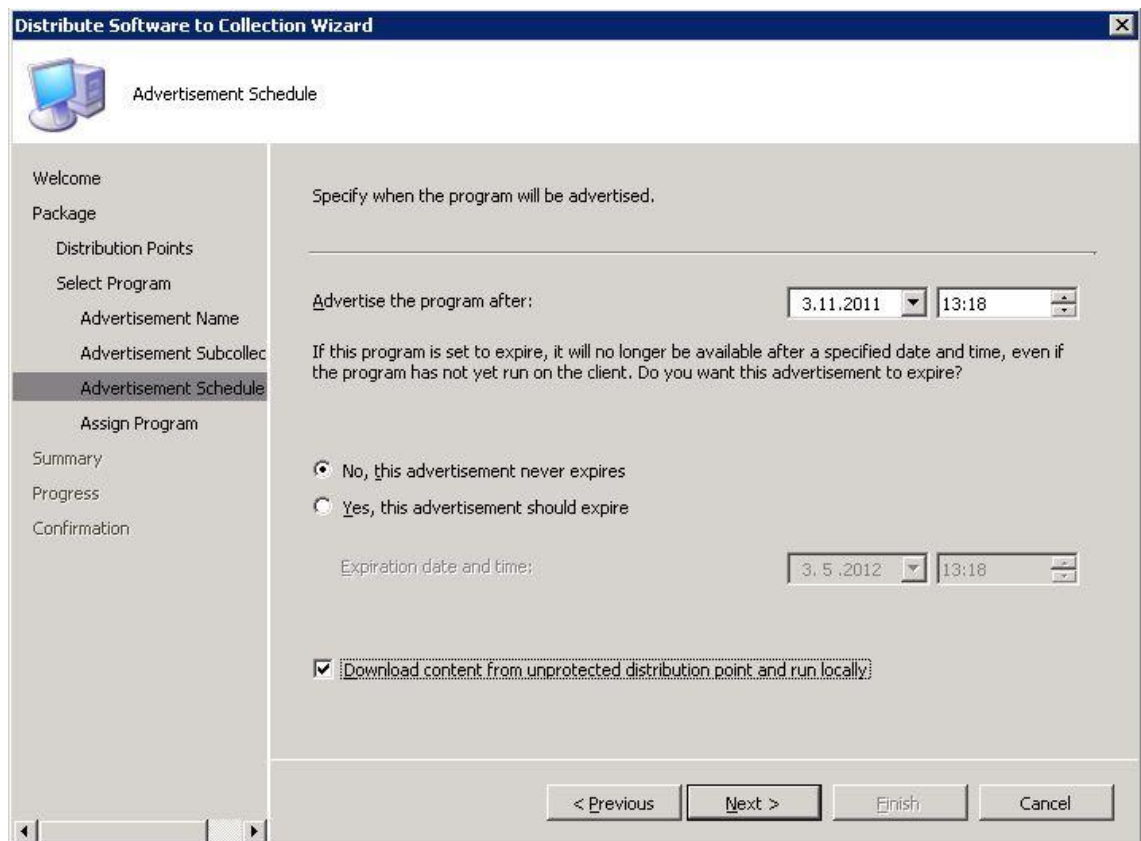 Distribute Software to Collection Wizard
Advertisement Schedule
Welcome
Package
Distribution Points
Select Program
Advertisement Name
Advertisement Subcollec
Advertisement Schedule
Assign Program
Summary
Progress
Confirmation
Specify when the program will be advertised.
Advertise the program after:
3.11.2011 13:18
If this program is set to expire, it will no longer be available after a specified date and time, even if
the program has not yet run on the client. Do you want this advertisement to expire?
No, this advertisement never expires
Yes, this advertisement should expire
Expiration date and time:
3. 5 .2012 13:18
Download content from unprotected distribution point and run locally
< Previous Next > Finish Cancel